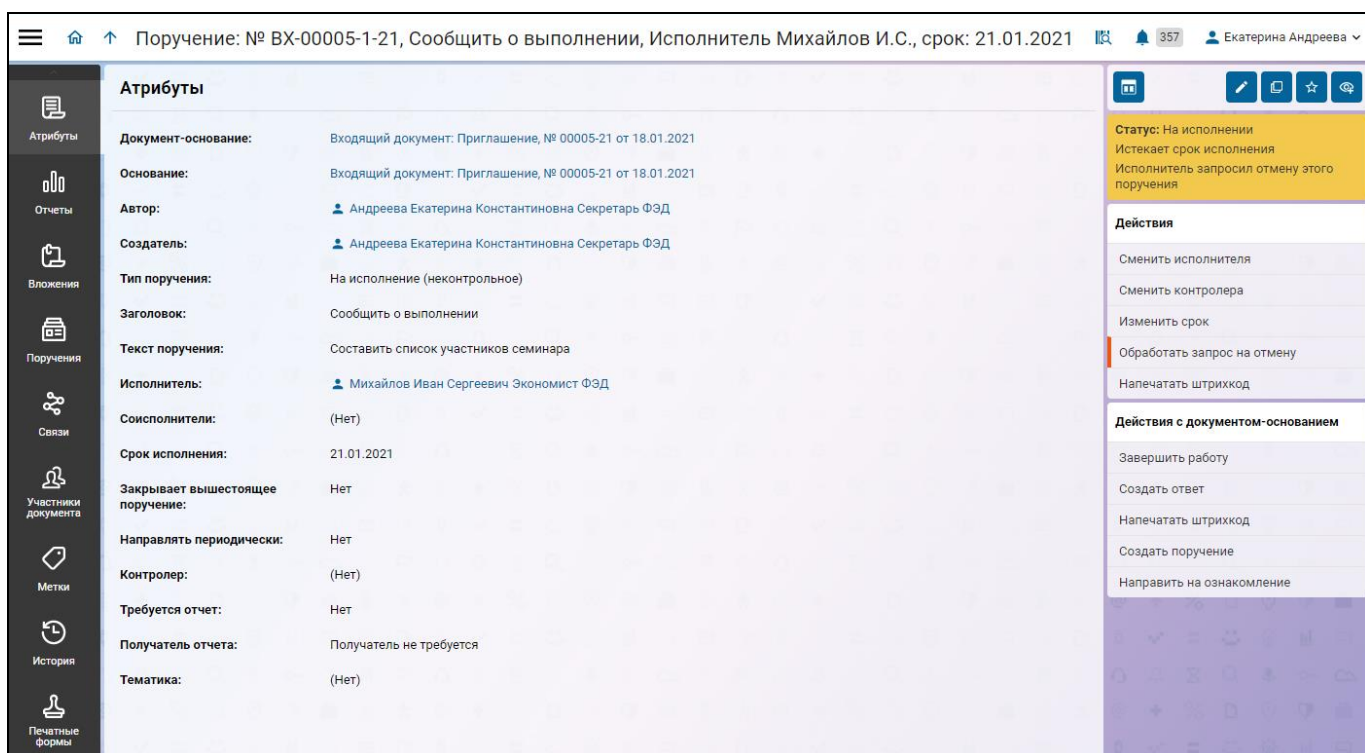 Поручение: № ВХ-00005-1-21, Сообщить о выполнении, Исполнитель Михайлов И.С., срок: 21.01.2021
357
Екатерина Андреева
Атрибуты
Отчеты
Вложения
Поручения
Связи
Участники
документа
Метки
История
Печатные
формы
Атрибуты
Документ-основание: Входящий документ: Приглашение, № 00005-21 от 18.01.2021
Основание: Входящий документ: Приглашение, № 00005-21 от 18.01.2021
Автор: Андреева Екатерина Константиновна Секретарь ФЭД
Создатель: Андреева Екатерина Константиновна Секретарь ФЭД
Тип поручения: На исполнение (неконтрольное)
Заголовок: Сообщить о выполнении
Текст поручения: Составить список участников семинара
Исполнитель: Михайлов Иван Сергеевич Экономист ФЭД
Соисполнители: (Нет)
Срок исполнения: 21.01.2021
Закрывает вышестоящее Нет
поручение:
Направлять периодически: Нет
Контролер: (Нет)
Требуется отчет: Нет
Получатель отчета: Получатель не требуется
Тематика: (Нет)
Статус: На исполнении
Истекает срок исполнения
Исполнитель запросил отмену этого
поручения
Действия
Сменить исполнителя
Сменить контролера
Изменить срок
Обработать запрос на отмену
Напечатать штрихкод
Действия с документом-основанием
Завершить работу
Создать ответ
Напечатать штрихкод
Создать поручение
Направить на ознакомление